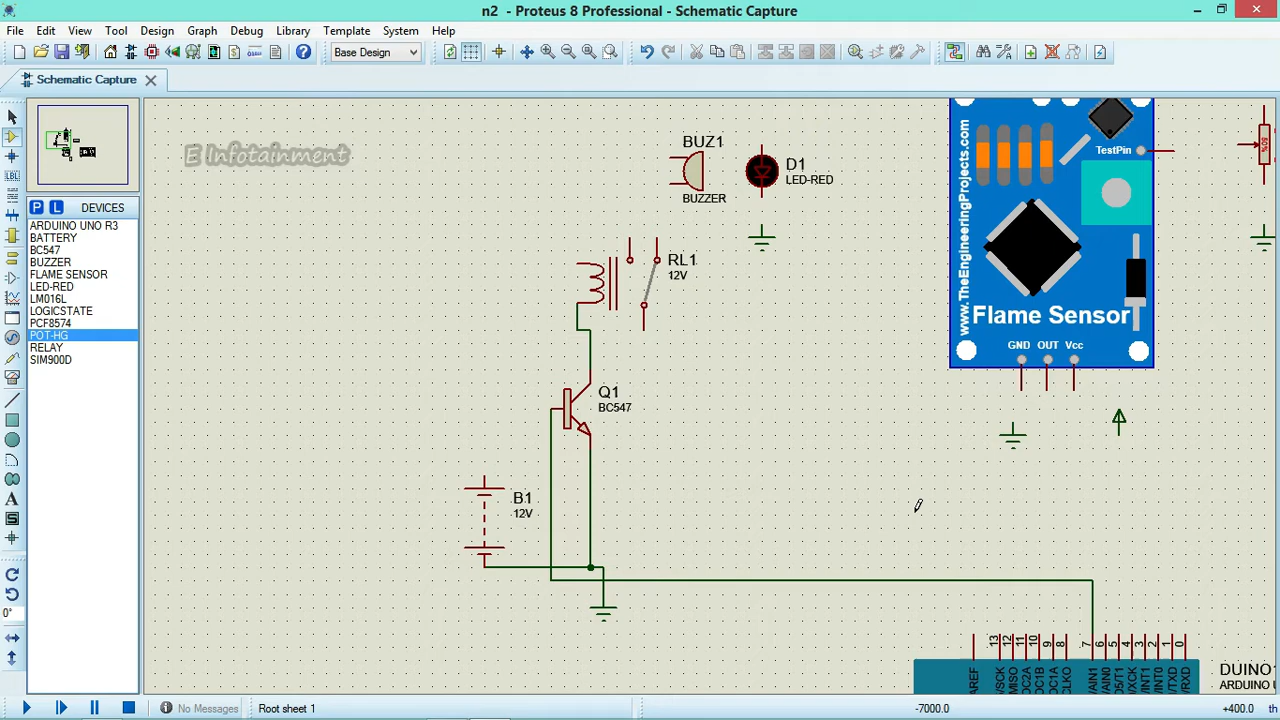 n2 - Proteus 8 Professional - Schematic Capture
File Edit View Tool Design Graph Debug Library Template System Help
Base Design
Schematic Capture
E Infotainment
P L DEVICES
ARDUINO UNO R3
BATTERY
BC547
BUZZER
FLAME SENSOR
LED-RED
LM016L
LOGICSTATE
PCF8574
POT-HG
RELAY
SIM900D
0°
BUZ1
BUZZER
D1
LED-RED
RL1
12V
Q1
BC547
B1
12V
www.TheEngineeringProjects.com
TestPin
Flame Sensor
GND OUT Vcc
50%
AREF
13
12
11
10
9
8
7
6
5
4
3
2
1
0
DUINO1
ARDUINO U
No Messages
Root sheet 1
-7000.0
+400.0
th